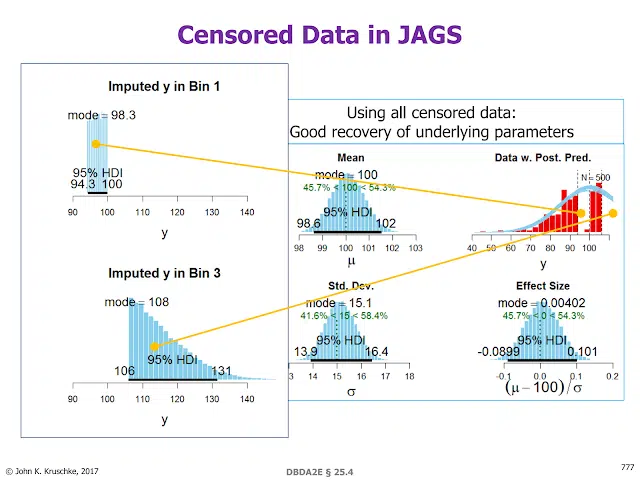 Censored Data in JAGS
Imputed y in Bin 1
mode = 98.3
95% HDI
94.3 100
90 100 110 120 130 140
y
Imputed y in Bin 3
mode = 108
95% HDI
106 131
90 100 110 120 130 140
y
Using all censored data:
Good recovery of underlying parameters
Mean
mode = 100
45.7% < 100 < 54.3%
95% HDI
98.6 102
98 99 100 101 102 103
μ
Data w. Post. Pred.
N = 500
40 50 60 70 80 90 100
y
Std. Dev.
mode = 15.1
41.6% < 15 < 58.4%
95% HDI
13.9 16.4
3 14 15 16 17 18
σ
Effect Size
mode = 0.00402
45.7% < 0 < 54.3%
95% HDI
-0.0899 0.101
-0.1 0.0 0.1 0.2
(μ − 100)/σ
© John K. Kruschke, 2017
DBDA2E § 25.4
777